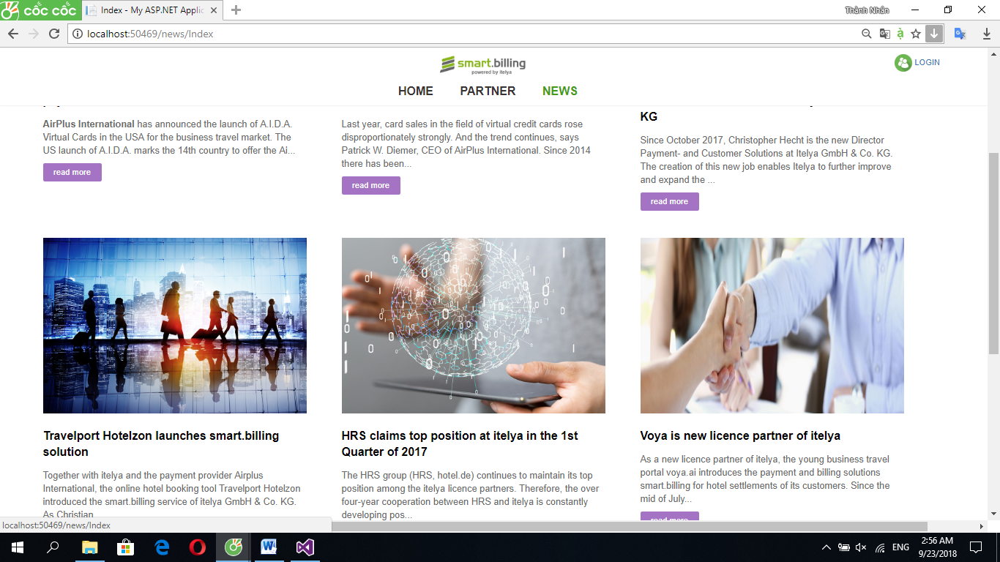 cốc cốc
Index - My ASP.NET Applic
Thành Nhân
localhost:50469/news/Index
smart.billing
powered by itelya
LOGIN
HOME PARTNER NEWS
AirPlus International has announced the launch of A.I.D.A.
Virtual Cards in the USA for the business travel market. The
US launch of A.I.D.A. marks the 14th country to offer the Ai...
read more
Last year, card sales in the field of virtual credit cards rose
disproportionately strongly. And the trend continues, says
Patrick W. Diemer, CEO of AirPlus International. Since 2014
there has been...
read more
KG
Since October 2017, Christopher Hecht is the new Director
Payment- and Customer Solutions at Itelya GmbH & Co. KG.
The creation of this new job enables Itelya to further improve
and expand the ...
read more
Travelport Hotelzon launches smart.billing
solution
Together with itelya and the payment provider Airplus
International, the online hotel booking tool Travelport Hotelzon
introduced the smart.billing service of itelya GmbH & Co. KG.
As Christian
HRS claims top position at itelya in the 1st
Quarter of 2017
The HRS group (HRS, hotel.de) continues to maintain its top
position among the itelya licence partners. Therefore, the over
four-year cooperation between HRS and itelya is constantly
developing pos...
Voya is new licence partner of itelya
As a new licence partner of itelya, the young business travel
portal voya.ai introduces the payment and billing solutions
smart.billing for hotel settlements of its customers. Since the
mid of July...
read more
localhost:50469/news/Index
ENG
2:56 AM
9/23/2018